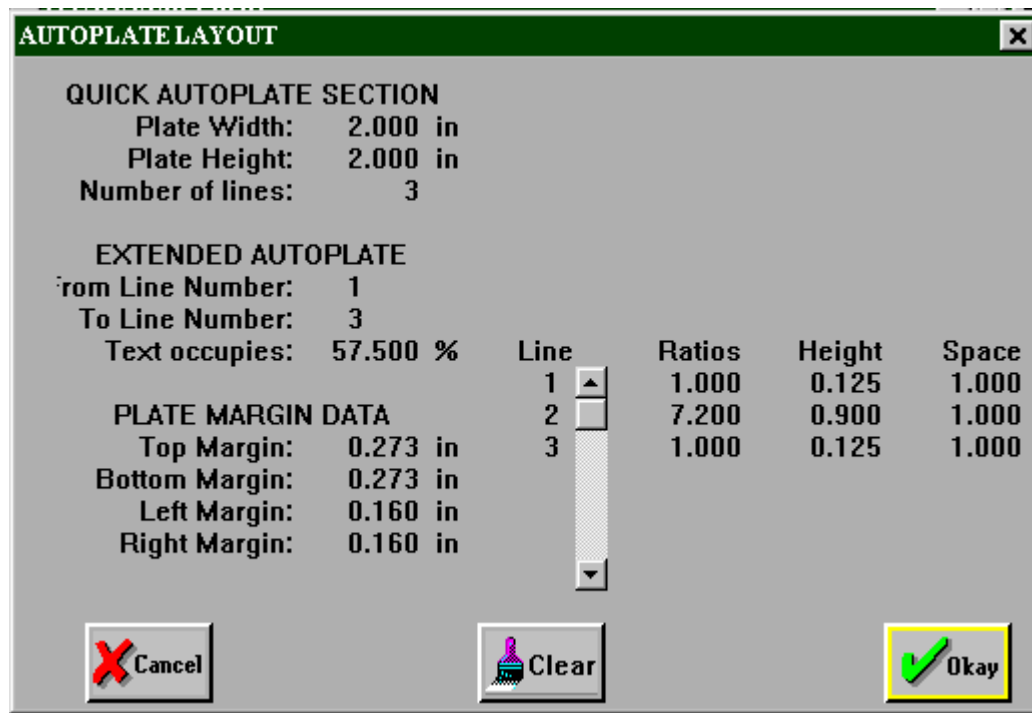 AUTOPLATE LAYOUT
QUICK AUTOPLATE SECTION
Plate Width: 2.000 in
Plate Height: 2.000 in
Number of lines: 3
EXTENDED AUTOPLATE
rom Line Number: 1
To Line Number: 3
Text occupies: 57.500 %
Line Ratios Height Space
1 1.000 0.125 1.000
2 7.200 0.900 1.000
3 1.000 0.125 1.000
PLATE MARGIN DATA
Top Margin: 0.273 in
Bottom Margin: 0.273 in
Left Margin: 0.160 in
Right Margin: 0.160 in
Cancel
Clear
Okay